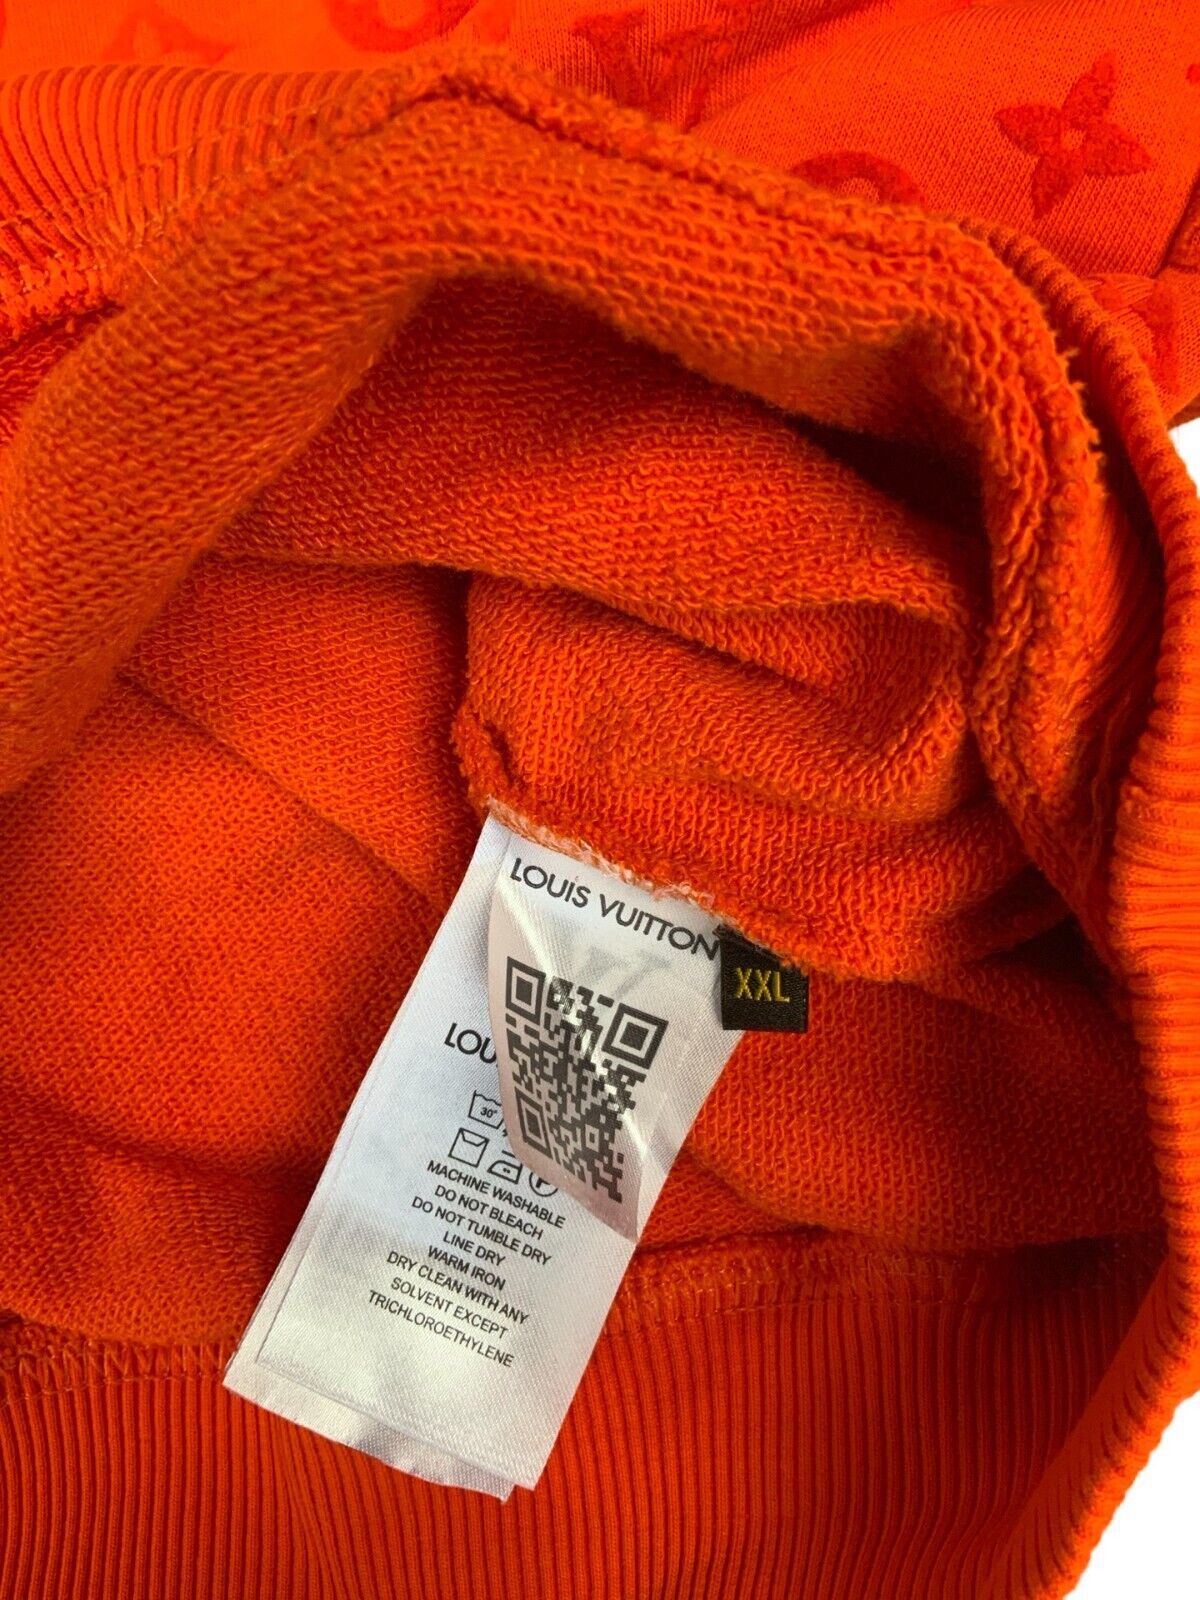 LOUIS VUITTON
XXL
LOU
30°
P
MACHINE WASHABLE
DO NOT BLEACH
DO NOT TUMBLE DRY
LINE DRY
WARM IRON
DRY CLEAN WITH ANY
SOLVENT EXCEPT
TRICHLOROETHYLENE